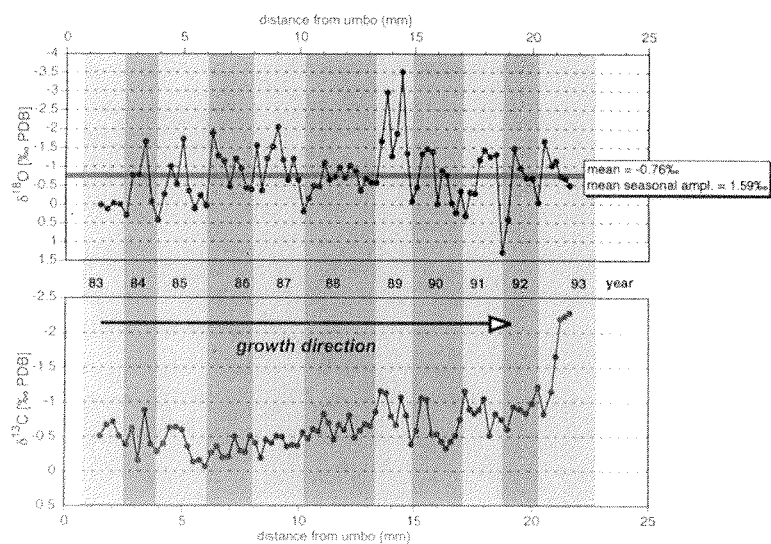 distance from umbo (mm)
0 5 10 15 20 25
-4
-3.5
-3
-2.5
-2
-1.5
-1
-0.5
0
0.5
1
1.5
δ18O [‰ PDB]
mean = -0.76‰
mean seasonal ampl. = 1.59‰
83 84 85 86 87 88 89 90 91 92 93 year
-2.5
-2
-1.5
-1
-0.5
0
0.5
δ13C [‰ PDB]
growth direction
0 5 10 15 20 25
distance from umbo (mm)